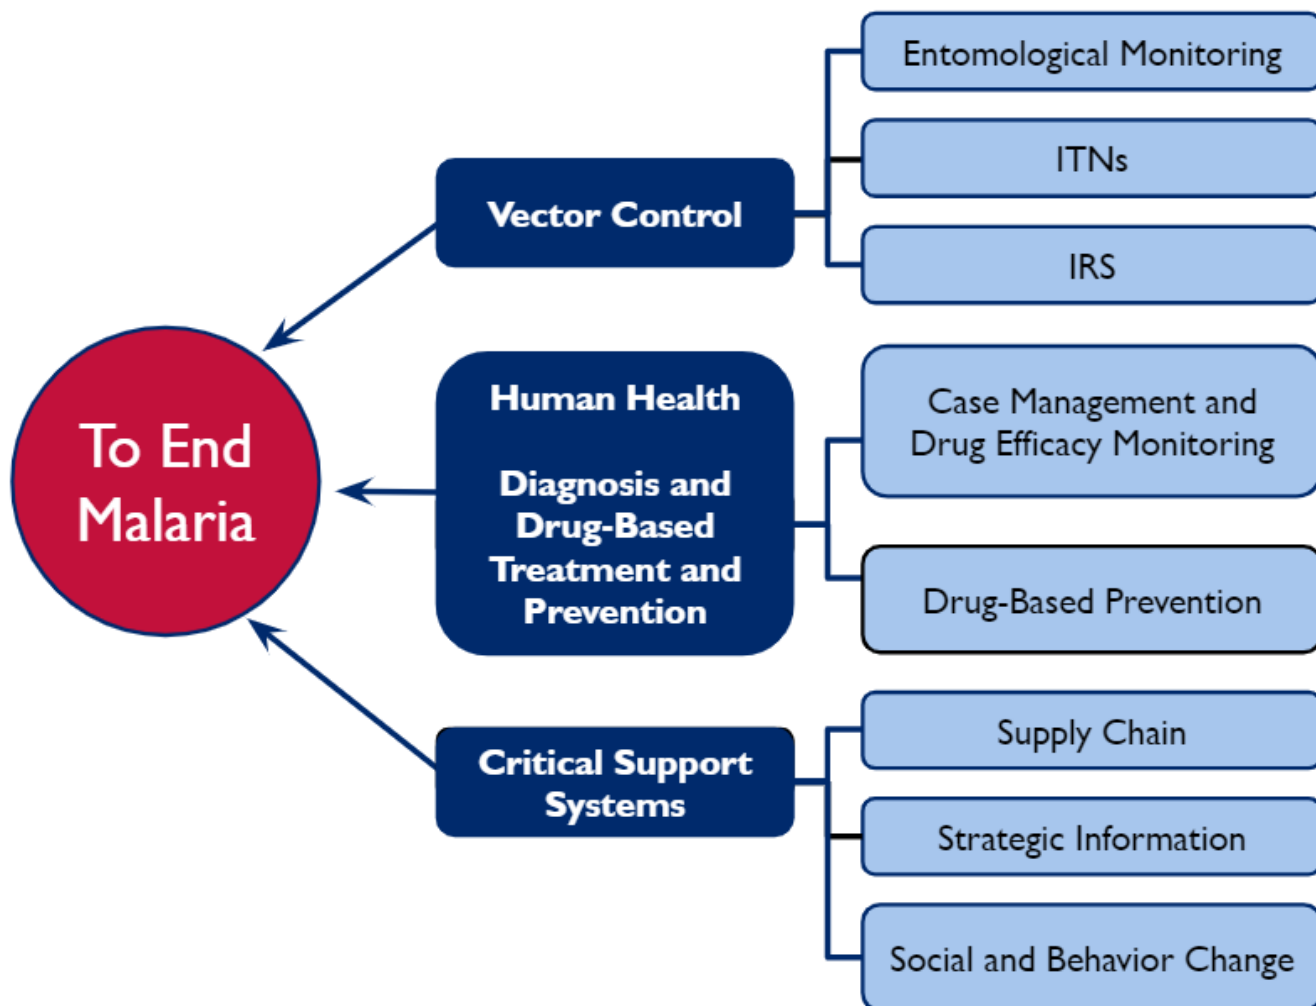 To End
Malaria
Vector Control
Entomological Monitoring
ITNs
IRS
Human Health
Diagnosis and
Drug-Based
Treatment and
Prevention
Case Management and
Drug Efficacy Monitoring
Drug-Based Prevention
Critical Support
Systems
Supply Chain
Strategic Information
Social and Behavior Change